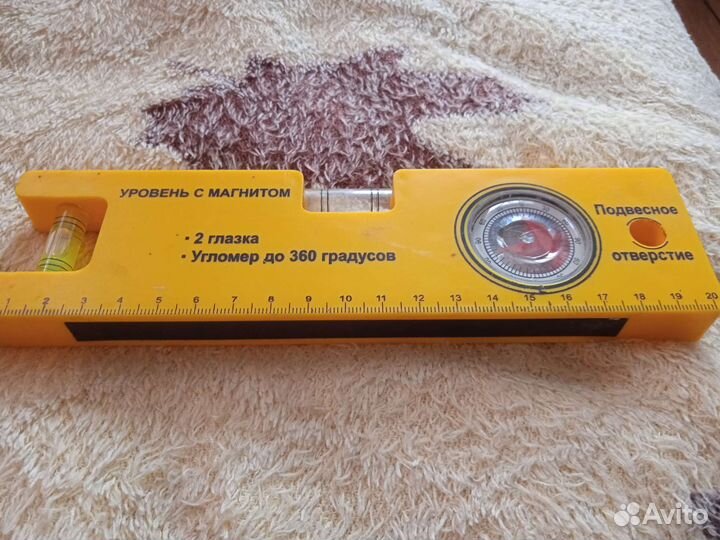 УРОВЕНЬ С МАГНИТОМ
• 2 глазка
• Угломер до 360 градусов
Подвесное
отверстие
1 2 3 4 5 6 7 8 9 10 11 12 13 14 15 16 17 18 19 20
Avito